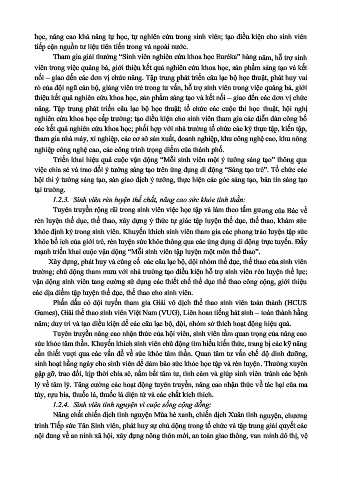 học, nâng cao khả năng tự học, tự nghiên cứu trong sinh viên; tạo điều kiện cho sinh viên
tiếp cận nguồn tư liệu tiên tiến trong và ngoài nước.
Tham gia giải thưởng “Sinh viên nghiên cứu khoa học Euréka” hàng năm, hỗ trợ sinh
viên trong việc quảng bá, giới thiệu kết quả nghiên cứu khoa học, sản phẩm sáng tạo và kết
nối – giao đến các đơn vị chức năng. Tập trung phát triển câu lạc bộ học thuật, phát huy vai
trò của đội ngũ cán bộ, giảng viên trẻ trong tư vấn, hỗ trợ sinh viên trong việc quảng bá, giới
thiệu kết quả nghiên cứu khoa học, sản phẩm sáng tạo và kết nối – giao đến các đơn vị chức
năng. Tập trung phát triển câu lạc bộ học thuật; tổ chức các cuộc thi học thuật, hội nghị
nghiên cứu khoa học cấp trường; tạo điều kiện cho sinh viên tham gia các diễn đàn công bố
các kết quả nghiên cứu khoa học; phối hợp với nhà trường tổ chức các kỳ thực tập, kiến tập,
tham gia nhà máy, xí nghiệp, các cơ sở sản xuất, doanh nghiệp, khu công nghệ cao, khu nông
nghiệp công nghệ cao, các công trình trọng điểm của thành phố.
Triển khai hiệu quả cuộc vận động “Mỗi sinh viên một ý tưởng sáng tạo” thông qua
việc chia sẻ và trao đổi ý tưởng sáng tạo trên ứng dụng di động “Sáng tạo trẻ”. Tổ chức các
hội thi ý tưởng sáng tạo, sàn giao dịch ý tưởng, thực hiện các góc sáng tạo, bản tin sáng tạo
tại trường.
1.2.3. Sinh viên rèn luyện thể chất, nâng cao sức khỏe tinh thần:
Tuyên truyền rộng rãi trong sinh viên việc học tập và làm theo tấm gương của Bác về
rèn luyện thể dục, thể thao, xây dựng ý thức tự giác tập luyện thể dục, thể thao, khám sức
khỏe định kỳ trong sinh viên. Khuyến khích sinh viên tham gia các phong trào luyện tập sức
khỏe bổ ích của giới trẻ, rèn luyện sức khỏe thông qua các ứng dụng di động trực tuyến. Đẩy
mạnh triển khai cuộc vận động “Mỗi sinh viên tập luyện một môn thể thao”.
Xây dựng, phát huy và củng cố các câu lạc bộ, đội nhóm thể dục, thể thao của sinh viên
trường; chủ động tham mưu với nhà trường tạo điều kiện hỗ trợ sinh viên rèn luyện thể lực;
vận động sinh viên tăng cường sử dụng các thiết chế thể dục thể thao công cộng, giới thiệu
các địa điểm tập luyện thể dục, thể thao cho sinh viên.
Phấn đấu có đội tuyển tham gia Giải vô địch thể thao sinh viên toàn thành (HCUS
Games), Giải thể thao sinh viên Việt Nam (VUG), Liên hoan tiếng hát sinh – toàn thành hằng
năm; duy trì và tạo điều kiện để các câu lạc bộ, đội, nhóm sở thích hoạt động hiệu quả.
Tuyên truyền nâng cao nhận thức của hội viên, sinh viên tầm quan trọng của nâng cao
sức khỏe tâm thần. Khuyến khích sinh viên chủ động tìm hiểu kiến thức, trang bị các kỹ năng
cần thiết vượt qua các vấn đề về sức khỏe tâm thần. Quan tâm tư vấn chế độ dinh dưỡng,
sinh hoạt hằng ngày cho sinh viên để đảm bảo sức khỏe học tập và rèn luyện. Thường xuyên
gặp gỡ, trao đổi, kịp thời chia sẻ, nắm bắt tâm tư, tình cảm và giúp sinh viên tránh các bệnh
lý về tâm lý. Tăng cường các hoạt động tuyên truyền, nâng cao nhận thức về tác hại của ma
túy, rượu bia, thuốc lá, thuốc lá điện tử và các chất kích thích.
1.2.4. Sinh viên tình nguyện vì cuộc sống cộng đồng:
Nâng chất chiến dịch tình nguyện Mùa hè xanh, chiến dịch Xuân tình nguyện, chương
trình Tiếp sức Tân Sinh viên, phát huy sự chủ động trong tổ chức và tập trung giải quyết các
nội dung về an ninh xã hội, xây dựng nông thôn mới, an toàn giao thông, văn minh đô thị, vệ